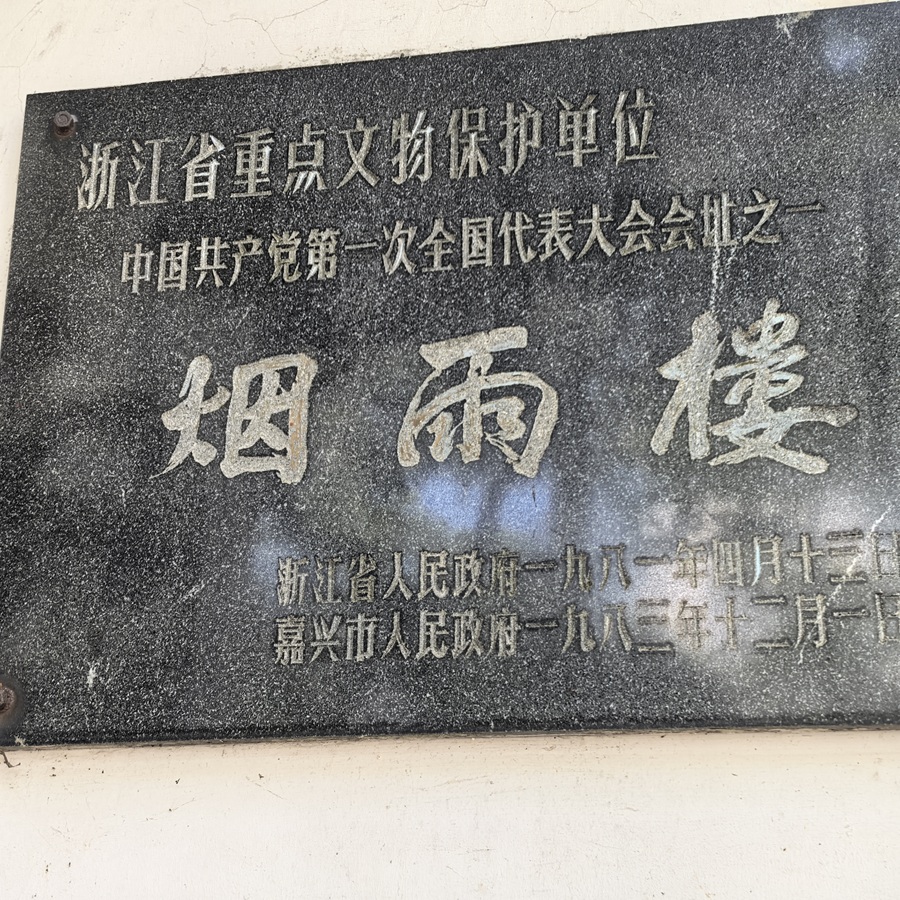 浙江省重点文物保护单位
中国共产党第一次全国代表大会会址之一
烟雨楼
浙江省人民政府一九八一年四月十三日
嘉兴市人民政府一九八三年十二月一日